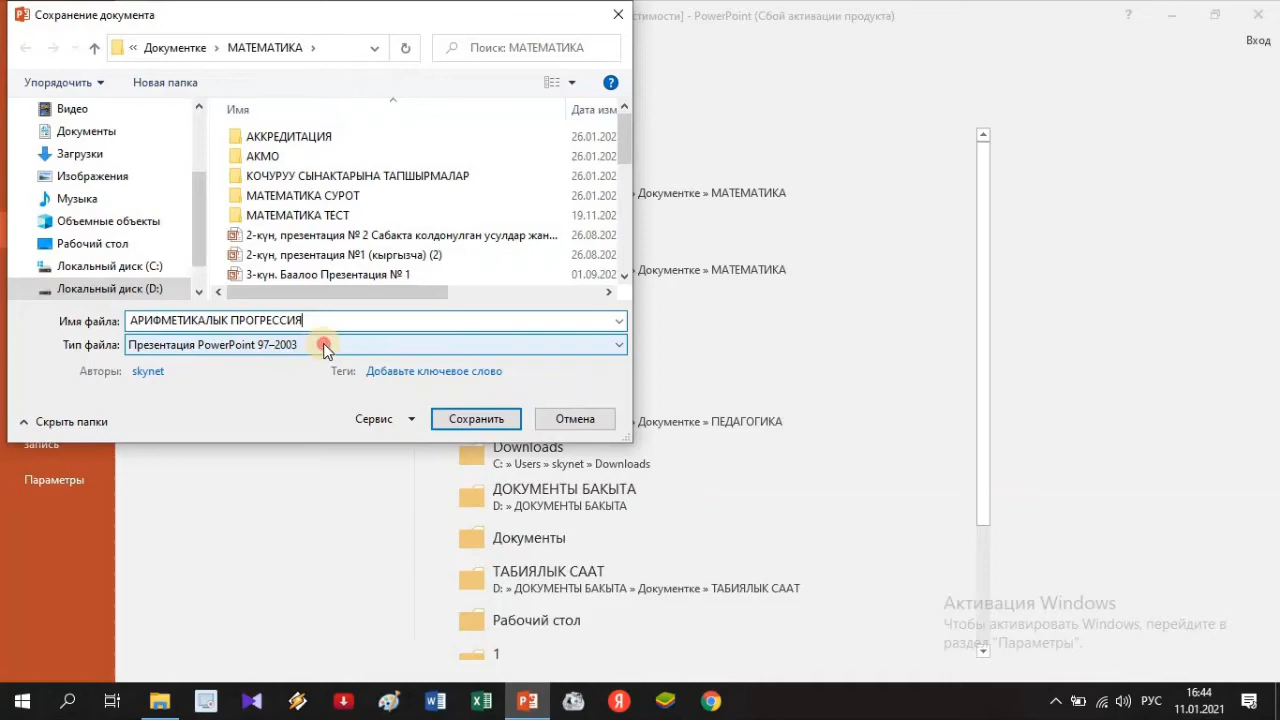 Сохранение документа
стимости] - PowerPoint (Сбой активации продукта)
?
Вход
« Документке › МАТЕМАТИКА ›
Поиск: МАТЕМАТИКА
Упорядочить
Новая папка
?
Видео
Документы
Загрузки
Изображения
Музыка
Объемные объекты
Рабочий стол
Локальный диск (C:)
Локальный диск (D:)
Имя
Дата изм
АККРЕДИТАЦИЯ
26.01.202
АКМО
26.01.202
КОЧУРУУ СЫНАКТАРЫНА ТАПШЫРМАЛАР
26.01.202
МАТЕМАТИКА СУРОТ
26.01.202
МАТЕМАТИКА ТЕСТ
19.11.202
2-күн, презентация № 2 Сабакта колдонулган усулдар жан...
26.08.202
2-күн, презентация №1 (кыргызча) (2)
26.08.202
3-күн. Баалоо Презентация № 1
01.09.202
Имя файла:
АРИФМЕТИКАЛЫК ПРОГРЕССИЯ
Тип файла:
Презентация PowerPoint 97–2003
Авторы:
skynet
Теги:
Добавьте ключевое слово
Скрыть папки
Сервис
Сохранить
Отмена
запись
Параметры
» Документке » МАТЕМАТИКА
» Документке » МАТЕМАТИКА
» Документке » ПЕДАГОГИКА
Downloads
C: » Users » skynet » Downloads
ДОКУМЕНТЫ БАКЫТА
D: » ДОКУМЕНТЫ БАКЫТА
Документы
ТАБИЯЛЫК СААТ
D: » ДОКУМЕНТЫ БАКЫТА » Документке » ТАБИЯЛЫК СААТ
Рабочий стол
1
Активация Windows
Чтобы активировать Windows, перейдите в
раздел "Параметры".
РУС
16:44
11.01.2021